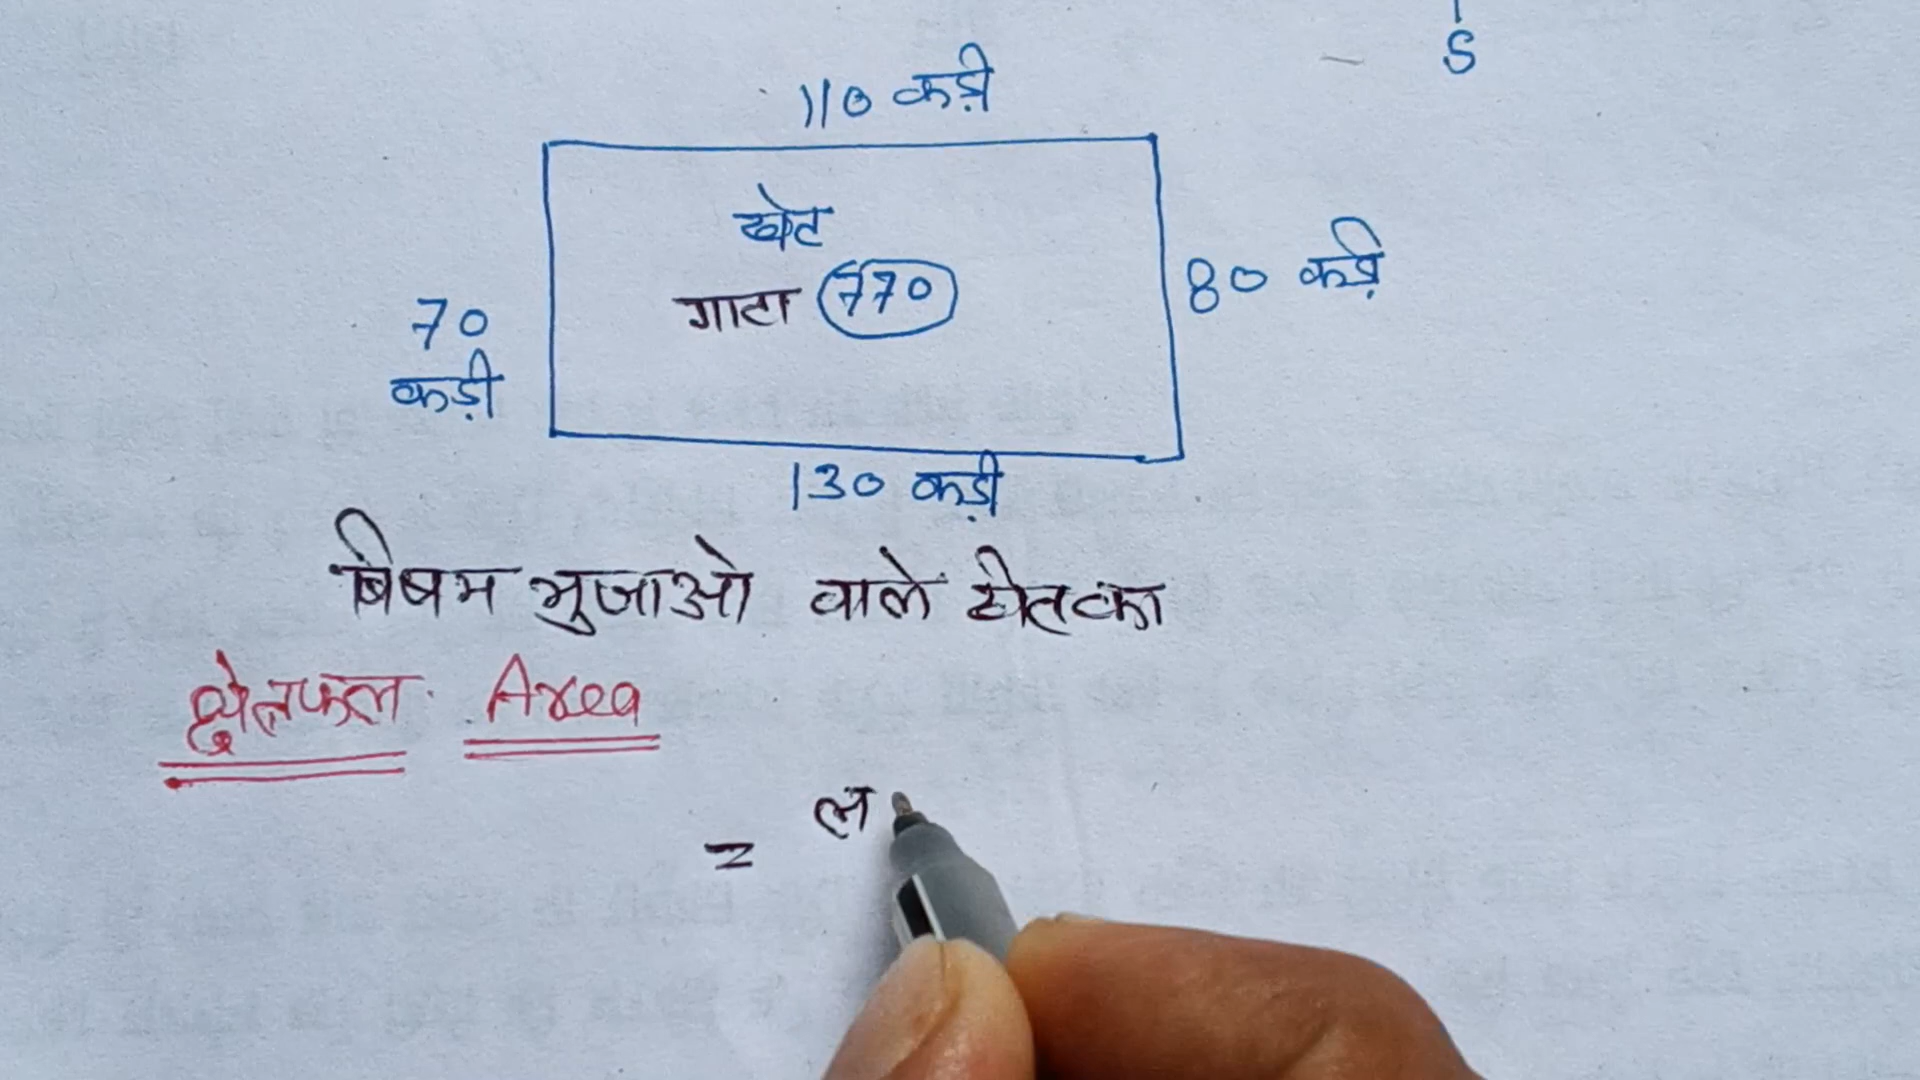 S
110 कड़ी
खेत
गाटा 770
80 कड़ी
70
कड़ी
130 कड़ी
बिषम भुजाओ वाले खेत का
क्षेत्रफल Area
= ल